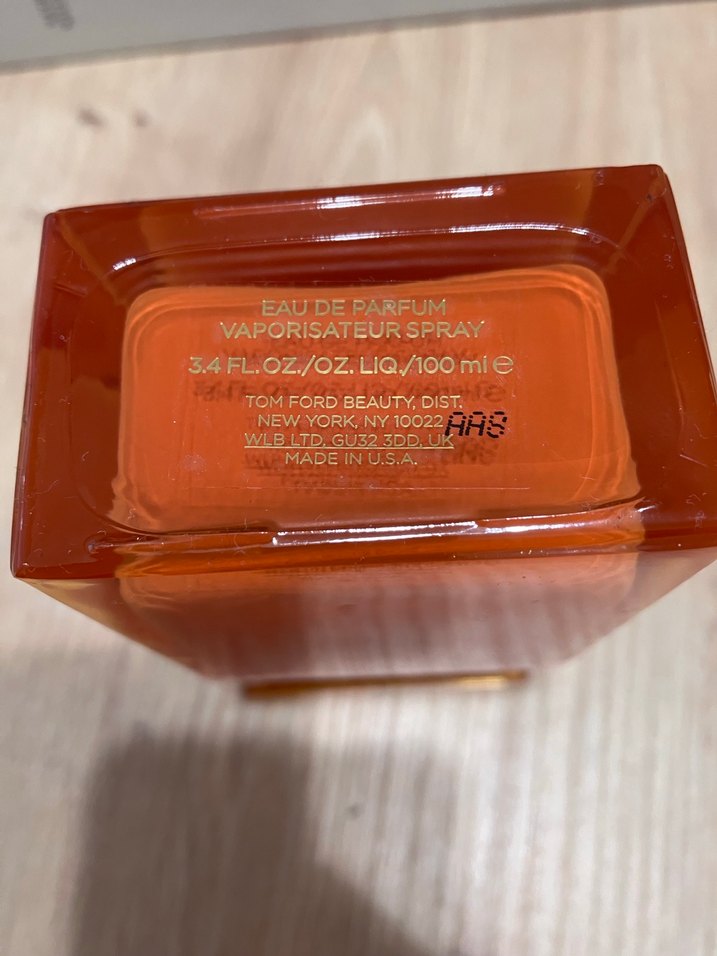 EAU DE PARFUM
VAPORISATEUR SPRAY
3.4 FL.OZ./OZ. LIQ./100 ml ℮
TOM FORD BEAUTY, DIST.
NEW YORK, NY 10022
WLB LTD, GU32 3DD, UK
MADE IN U.S.A.
AA8